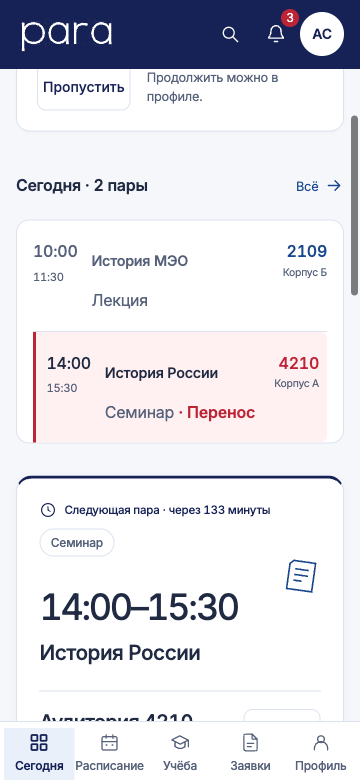 para
3
АС
Пропустить
Продолжить можно в
профиле.
Сегодня · 2 пары
Всё
10:00
История МЭО
2109
11:30
Корпус Б
Лекция
14:00
История России
4210
15:30
Корпус А
Семинар · Перенос
Следующая пара · через 133 минуты
Семинар
14:00–15:30
История России
Аудитория 4210
Сегодня
Расписание
Учёба
Заявки
Профиль